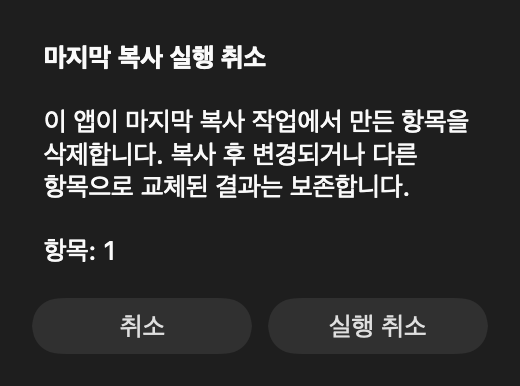 마지막 복사 실행 취소
이 앱이 마지막 복사 작업에서 만든 항목을
삭제합니다. 복사 후 변경되거나 다른
항목으로 교체된 결과는 보존합니다.
항목: 1
취소
실행 취소